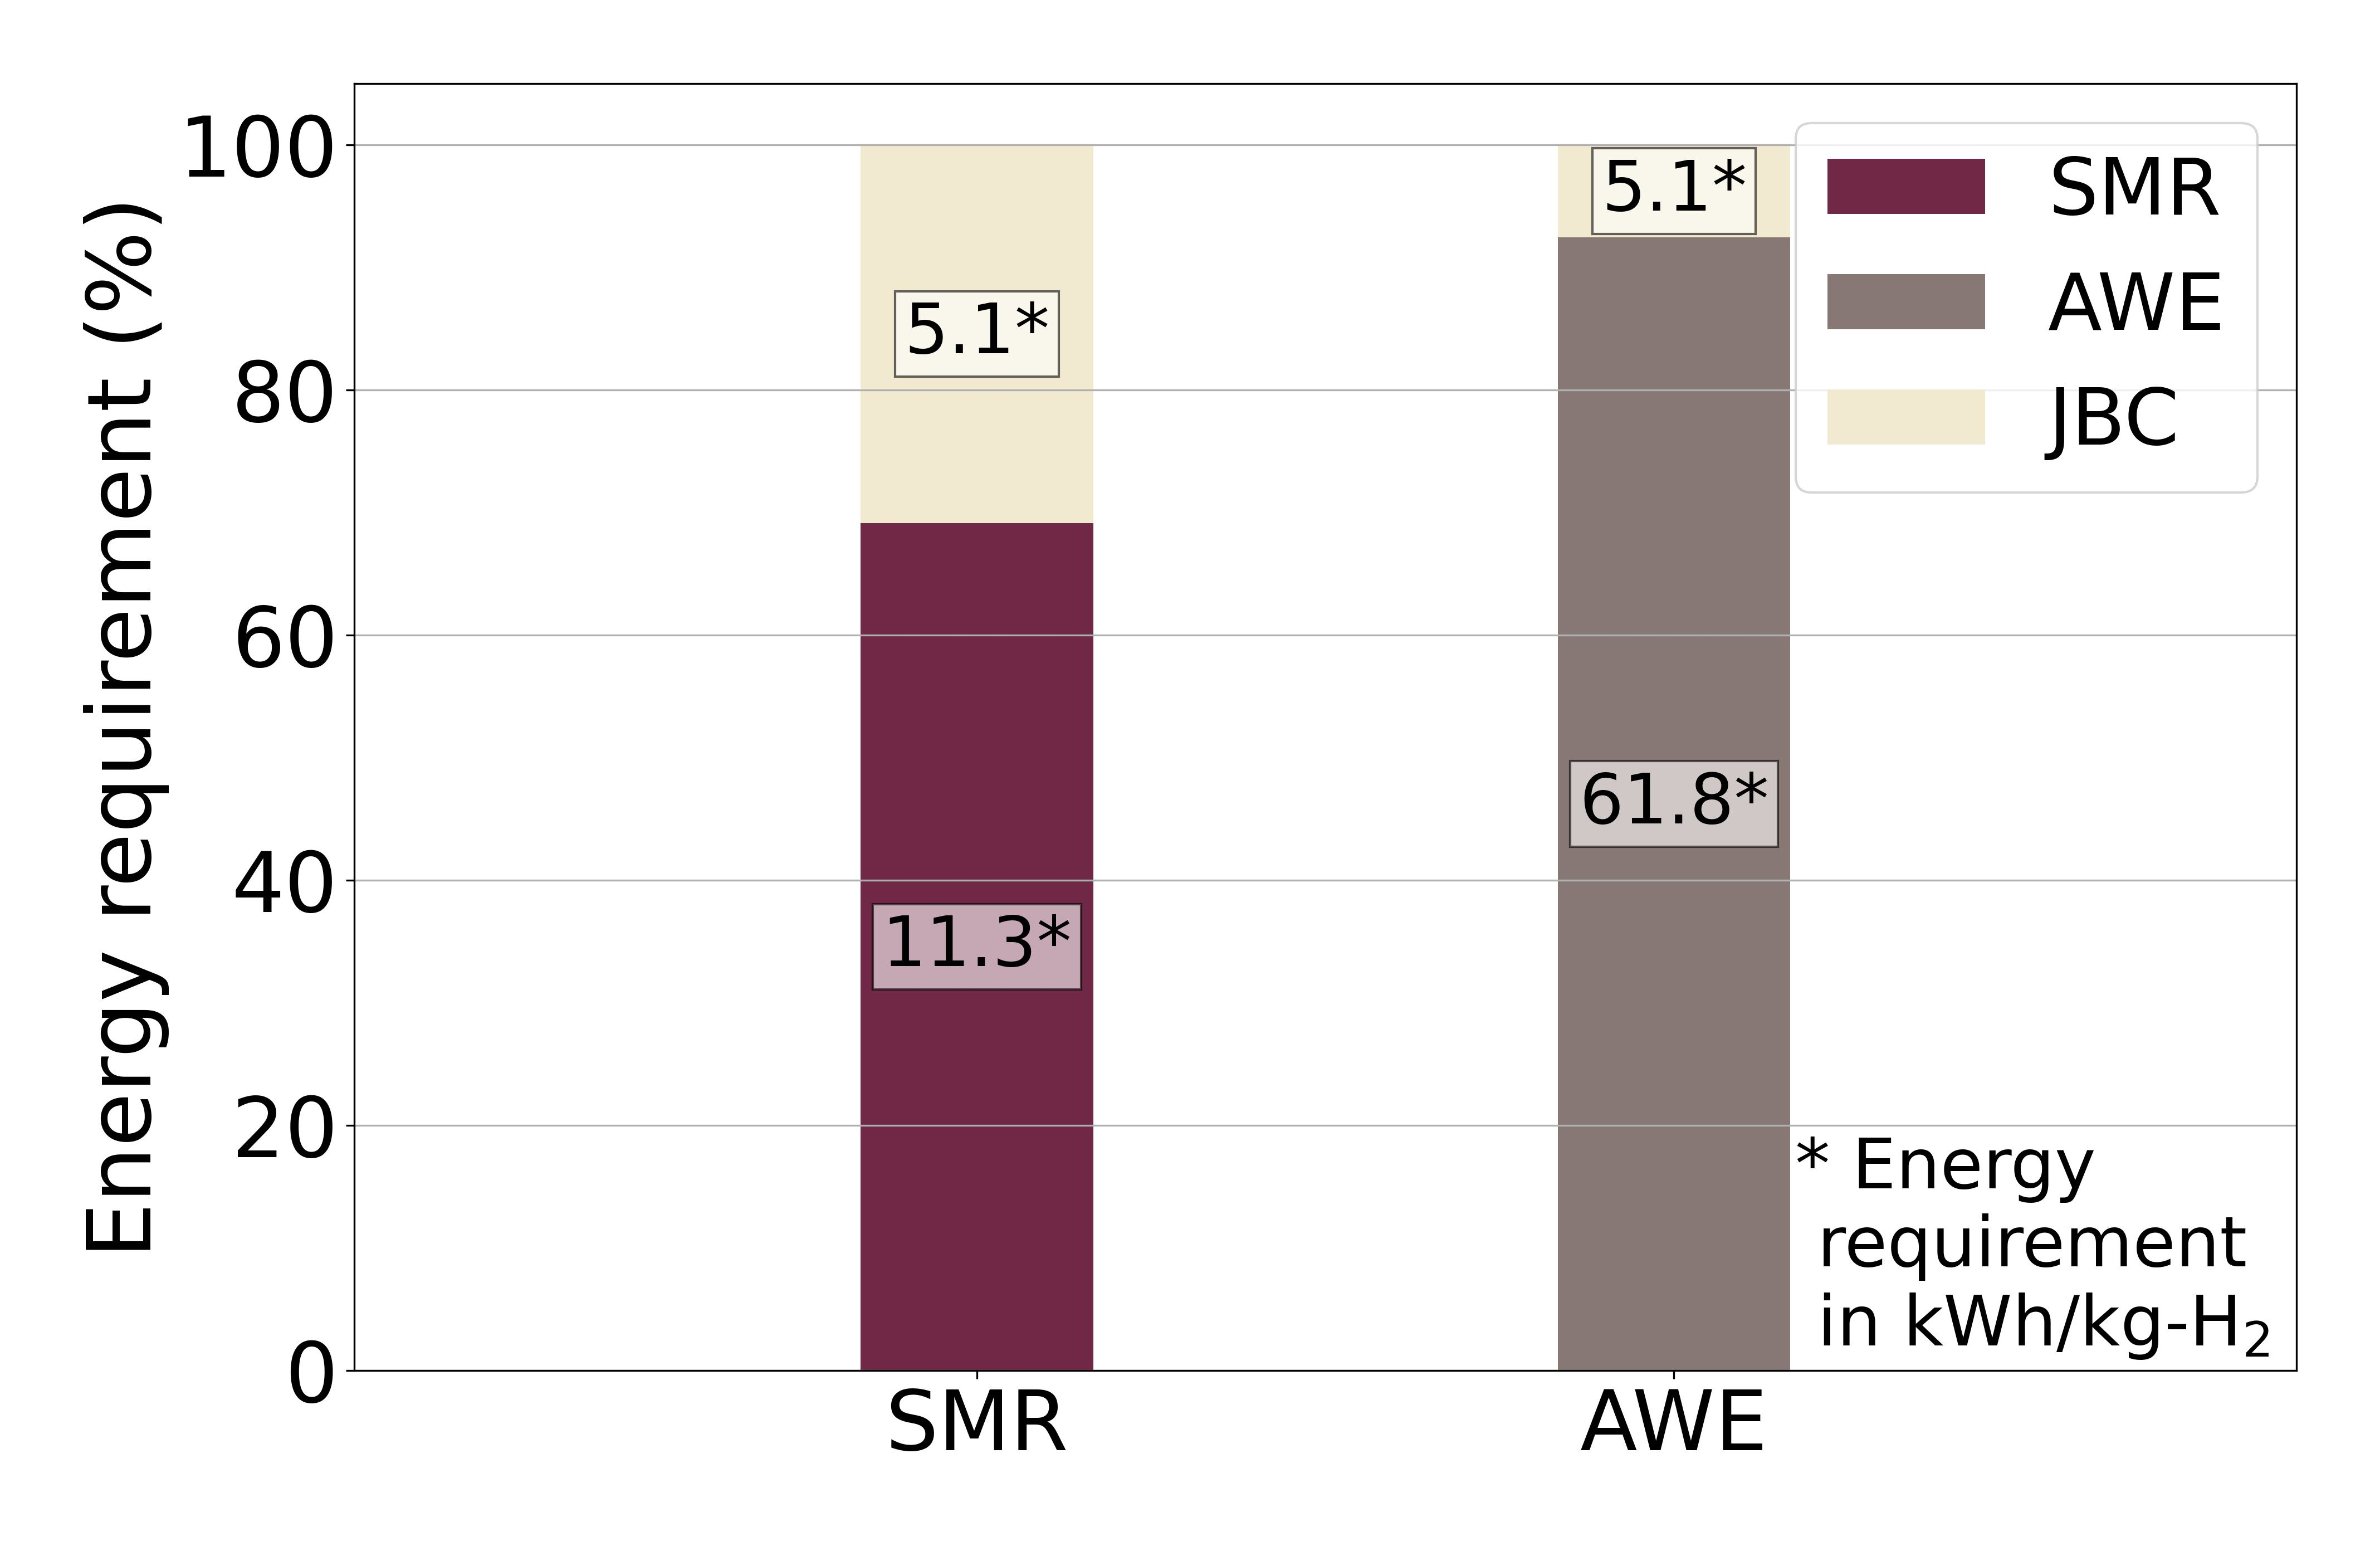 Energy requirement (%)
100
80
60
40
20
0
5.1*
11.3*
5.1*
61.8*
SMR
AWE
JBC
* Energy
requirement
in kWh/kg-H₂
SMR
AWE